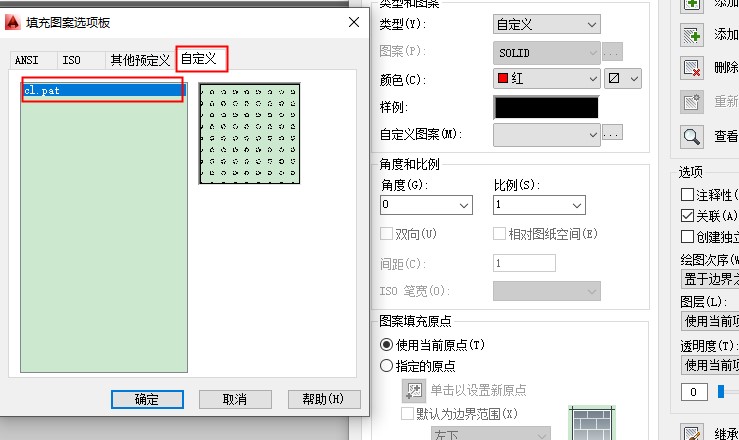 填充图案选项板
ANSI
ISO
其他预定义
自定义
cl.pat
确定
取消
帮助(H)
类型和图案
类型(Y):
自定义
图案(P):
SOLID
...
颜色(C):
红
样例:
自定义图案(M):
...
角度和比例
角度(G):
比例(S):
0
1
双向(U)
相对图纸空间(E)
间距(C):
1
ISO 笔宽(O):
图案填充原点
使用当前原点(T)
指定的原点
单击以设置新原点
默认为边界范围(X)
左下
添加
添加
删除
重新
查看
选项
注释性(
关联(A)
创建独立
绘图次序(W
置于边界之
图层(L):
使用当前项
透明度(T):
使用当前项
0
继承